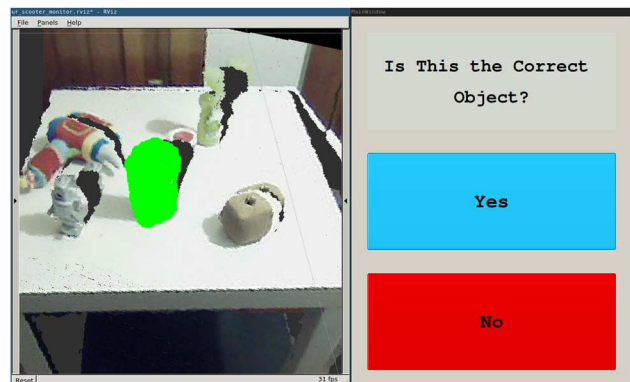 ur_scooter_monitor.rviz* - RViz
File Panels Help
Reset
31 fps
MainWindow
Is This the Correct
Object?
Yes
No